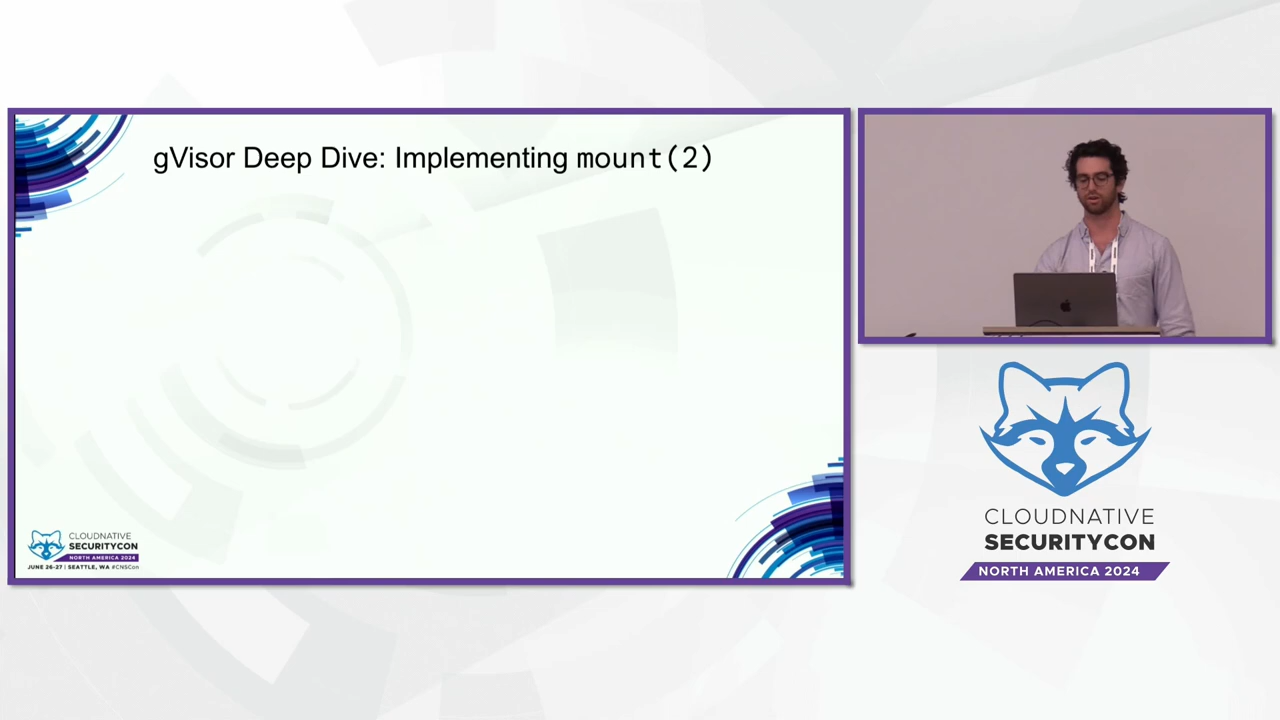 gVisor Deep Dive: Implementing mount(2)
CLOUDNATIVE
SECURITYCON
NORTH AMERICA 2024
JUNE 26-27 | SEATTLE, WA #CNSCon
CLOUDNATIVE
SECURITYCON
NORTH AMERICA 2024